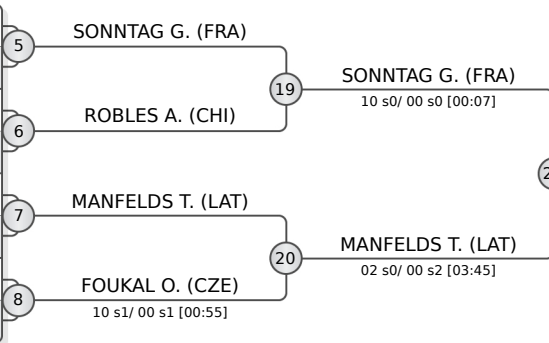 SONNTAG G. (FRA)
5
19
SONNTAG G. (FRA)
10 s0/ 00 s0 [00:07]
ROBLES A. (CHI)
6
MANFELDS T. (LAT)
7
20
MANFELDS T. (LAT)
02 s0/ 00 s2 [03:45]
FOUKAL O. (CZE)
8
10 s1/ 00 s1 [00:55]